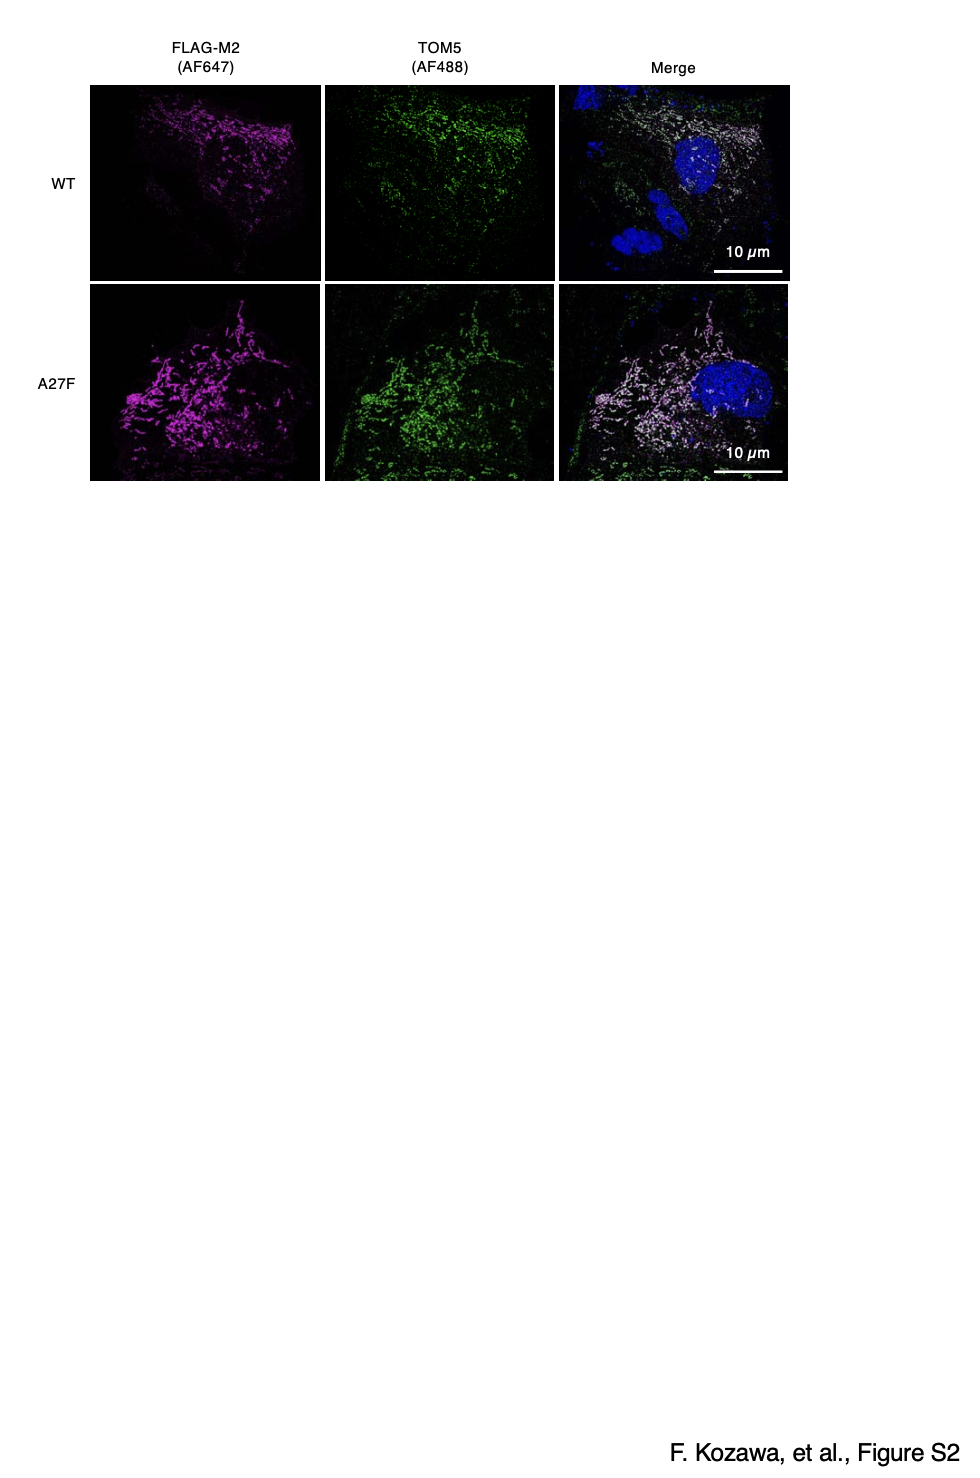 FLAG-M2
(AF647)
TOM5
(AF488)
Merge
WT
10 µm
A27F
10 µm
F. Kozawa, et al., Figure S2